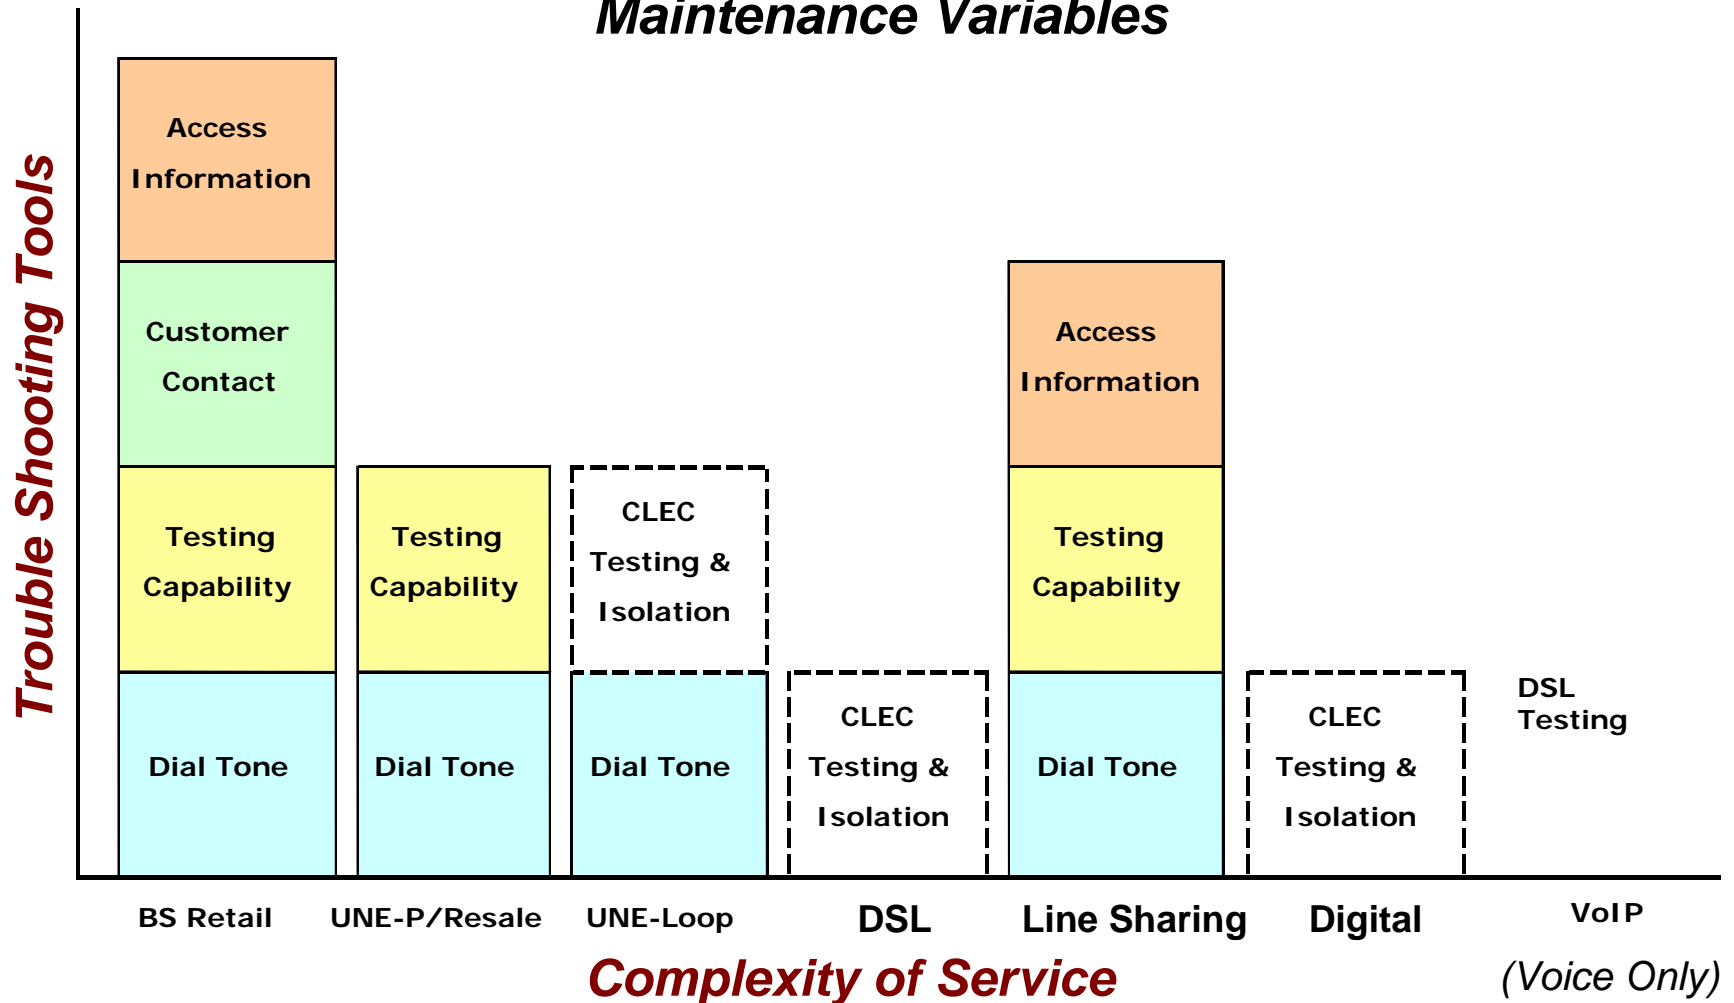 Maintenance Variables
Trouble Shooting Tools
Access
Information
Customer
Contact
Testing
Capability
Dial Tone
Testing
Capability
Dial Tone
CLEC
Testing &
Isolation
Dial Tone
CLEC
Testing &
Isolation
Access
Information
Testing
Capability
Dial Tone
CLEC
Testing &
Isolation
DSL
Testing
BS Retail
UNE-P/Resale
UNE-Loop
DSL
Line Sharing
Digital
VoIP
Complexity of Service
(Voice Only)